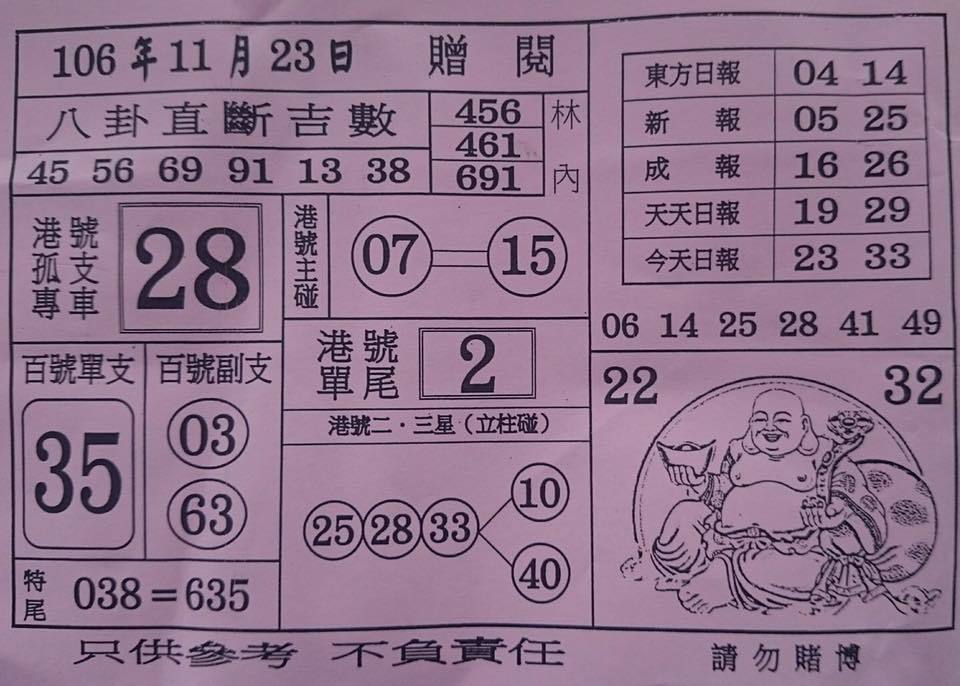 106年11月23日 贈閱
八卦直斷吉數
45 56 69 91 13 38
456
461
691
林內
港號孤支專車
28
港號主碰
07 15
港號單尾
2
百號單支
35
百號副支
03
63
港號二·三星(立柱碰)
25 28 33
10
40
特尾
038=635
東方日報 04 14
新報 05 25
成報 16 26
天天日報 19 29
今天日報 23 33
06 14 25 28 41 49
22 32
只供參考 不負責任
請勿賭博